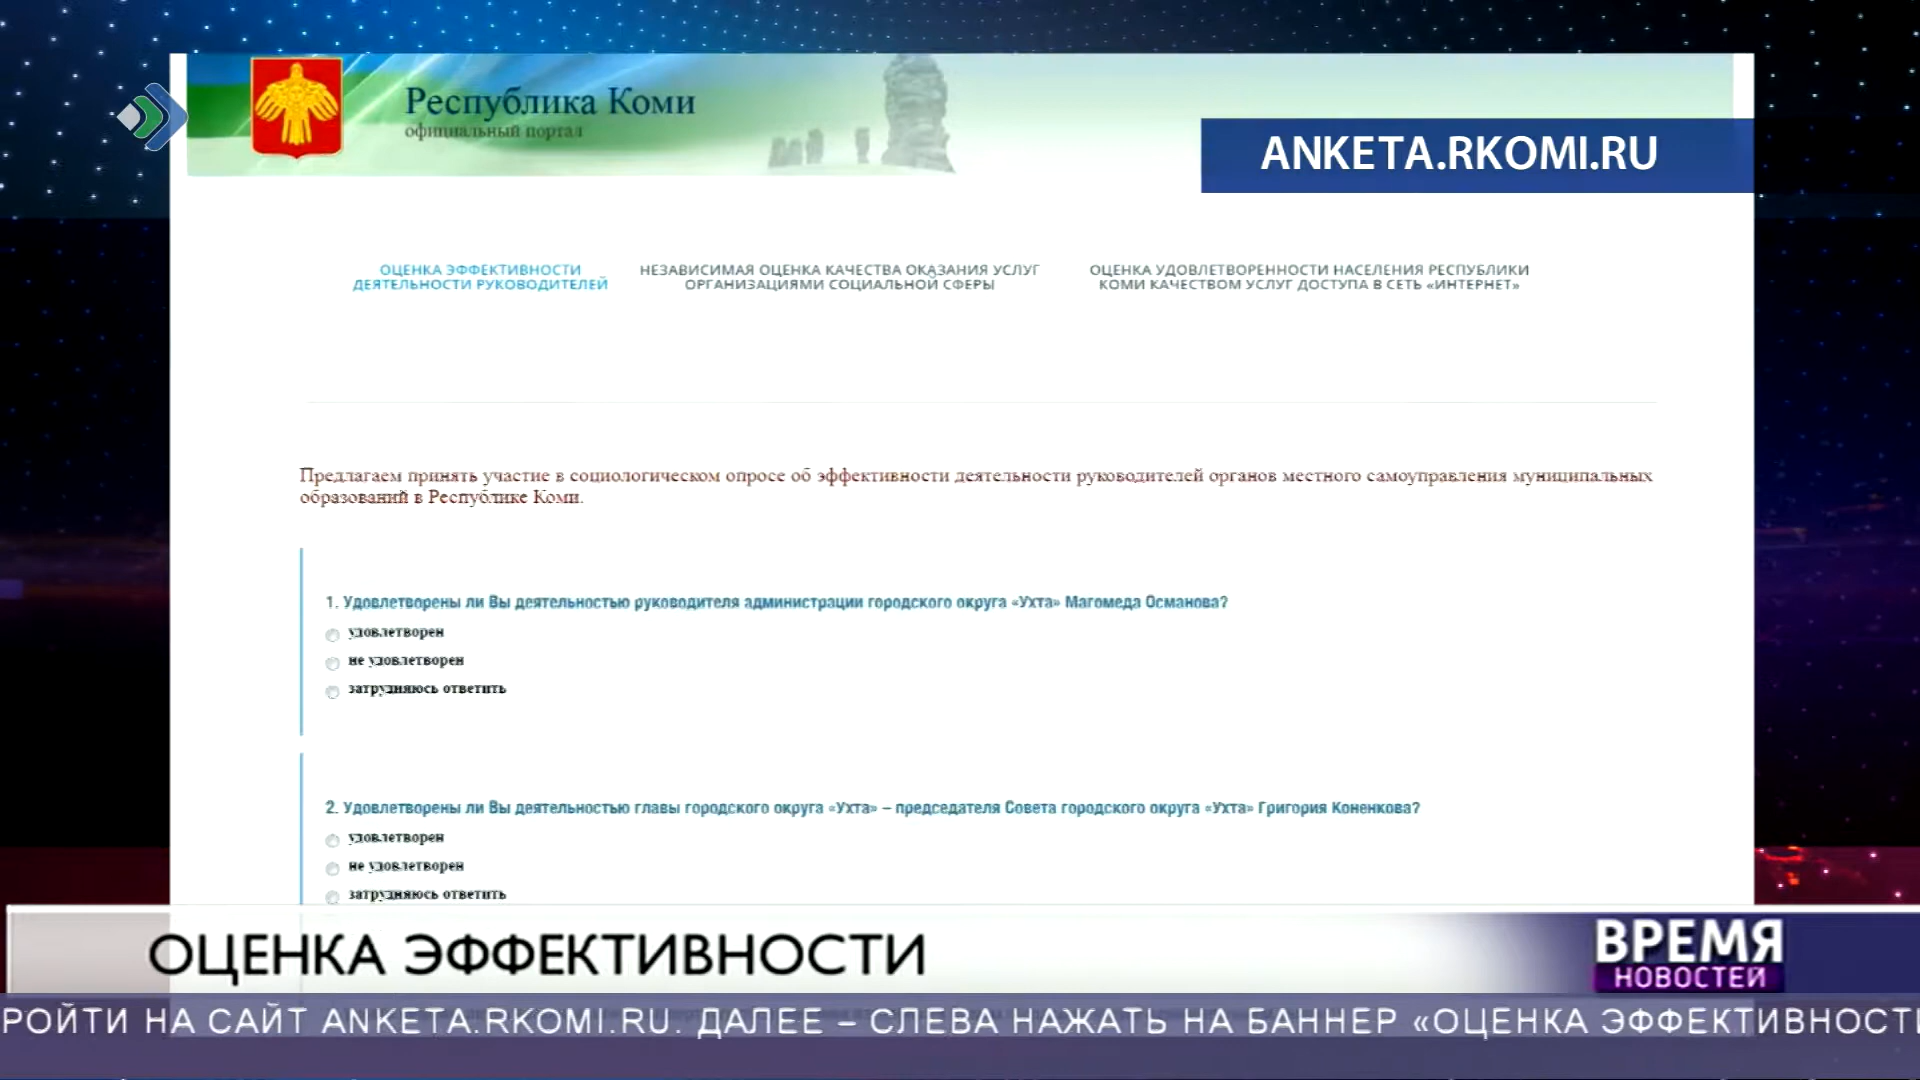 Республика Коми
официальный портал
ANKETA.RKOMI.RU
ОЦЕНКА ЭФФЕКТИВНОСТИ
ДЕЯТЕЛЬНОСТИ РУКОВОДИТЕЛЕЙ
НЕЗАВИСИМАЯ ОЦЕНКА КАЧЕСТВА ОКАЗАНИЯ УСЛУГ
ОРГАНИЗАЦИЯМИ СОЦИАЛЬНОЙ СФЕРЫ
ОЦЕНКА УДОВЛЕТВОРЕННОСТИ НАСЕЛЕНИЯ РЕСПУБЛИКИ
КОМИ КАЧЕСТВОМ УСЛУГ ДОСТУПА В СЕТЬ «ИНТЕРНЕТ»
Предлагаем принять участие в социологическом опросе об эффективности деятельности руководителей органов местного самоуправления муниципальных
образований в Республике Коми.
1. Удовлетворены ли Вы деятельностью руководителя администрации городского округа «Ухта» Магомеда Османова?
удовлетворен
не удовлетворен
затрудняюсь ответить
2. Удовлетворены ли Вы деятельностью главы городского округа «Ухта» – председателя Совета городского округа «Ухта» Григория Коненкова?
удовлетворен
не удовлетворен
затрудняюсь ответить
ОЦЕНКА ЭФФЕКТИВНОСТИ
ВРЕМЯ
НОВОСТЕЙ
РОЙТИ НА САЙТ ANKETA.RKOMI.RU. ДАЛЕЕ – СЛЕВА НАЖАТЬ НА БАННЕР «ОЦЕНКА ЭФФЕКТИВНОСТИ